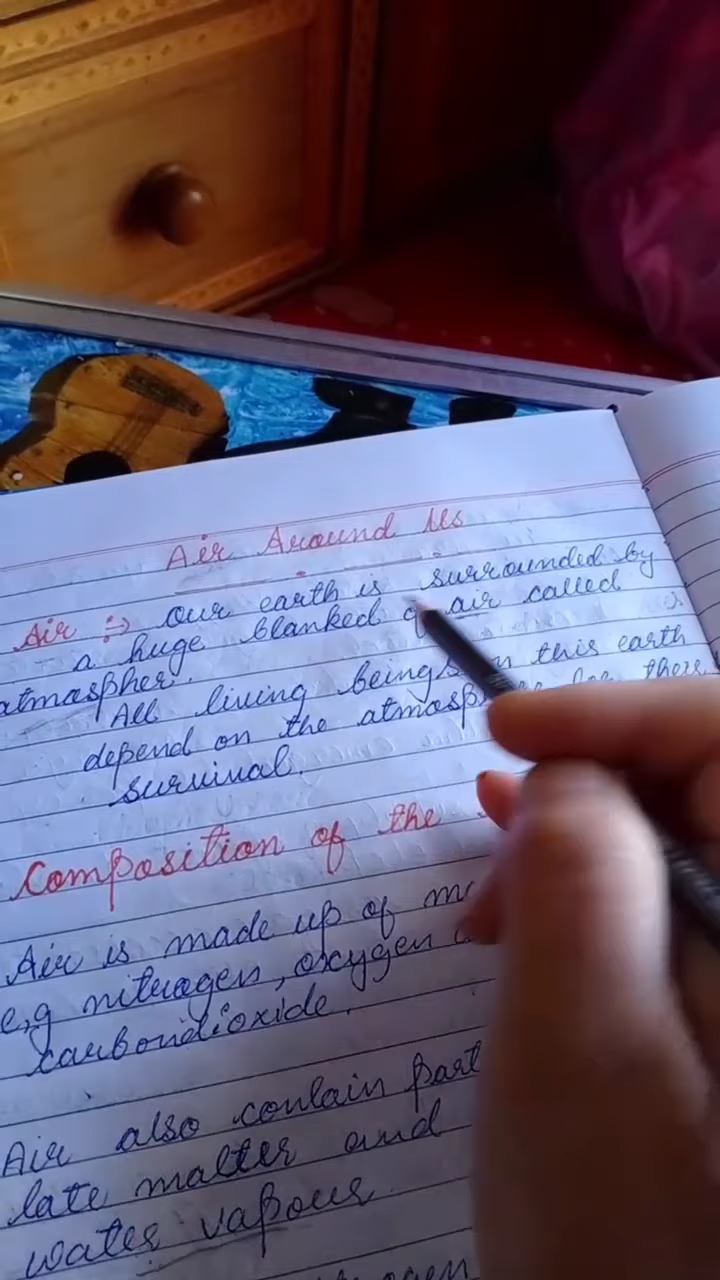 Air Around Us
Air :-> Our earth is surrounded by
a huge blanked of air called
atmospher.
All living beings on this earth
depend on the for there
survival.
Composition of the
Air is made up of
e,g nitrogen, oxygen
carbondioxide.
Air also contain part
late matter and
water vapour